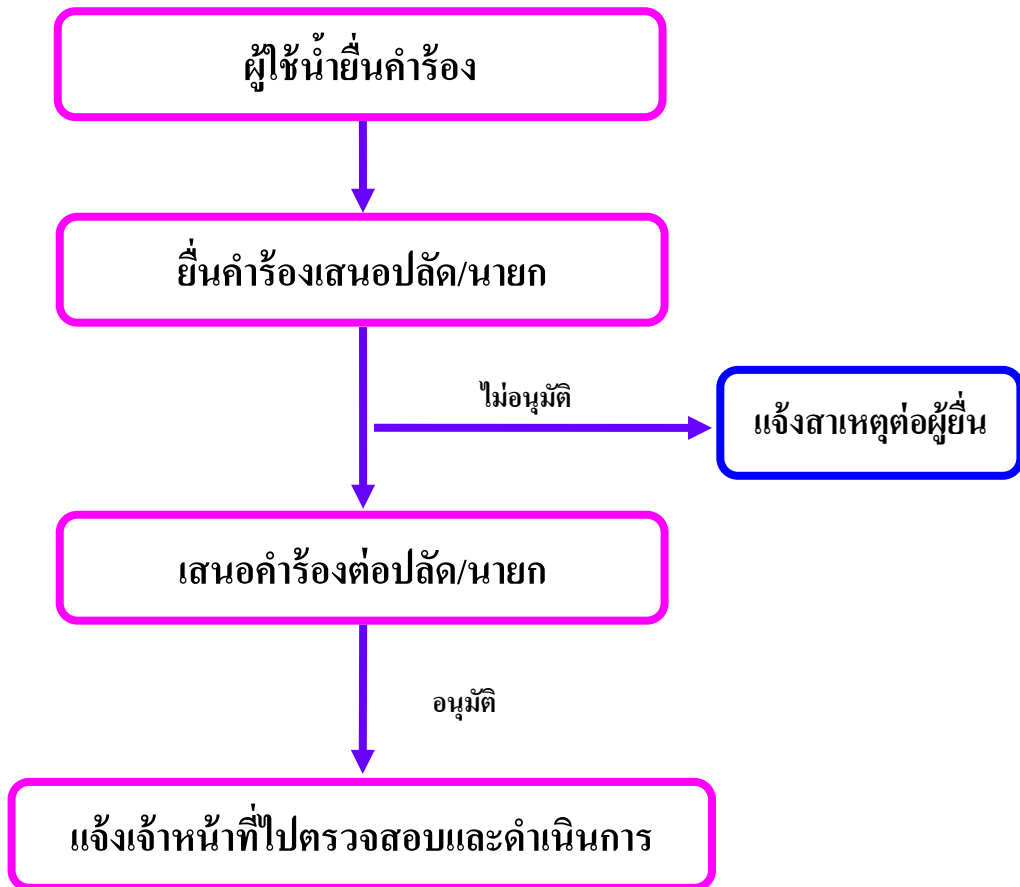 ผู้ใช้น้ำยื่นคำร้อง
ยื่นคำร้องเสนอปลัด/นายก
ไม่อนุมัติ
แจ้งสาเหตุต่อผู้ยื่น
เสนอคำร้องต่อปลัด/นายก
อนุมัติ
แจ้งเจ้าหน้าที่ไปตรวจสอบและดำเนินการ